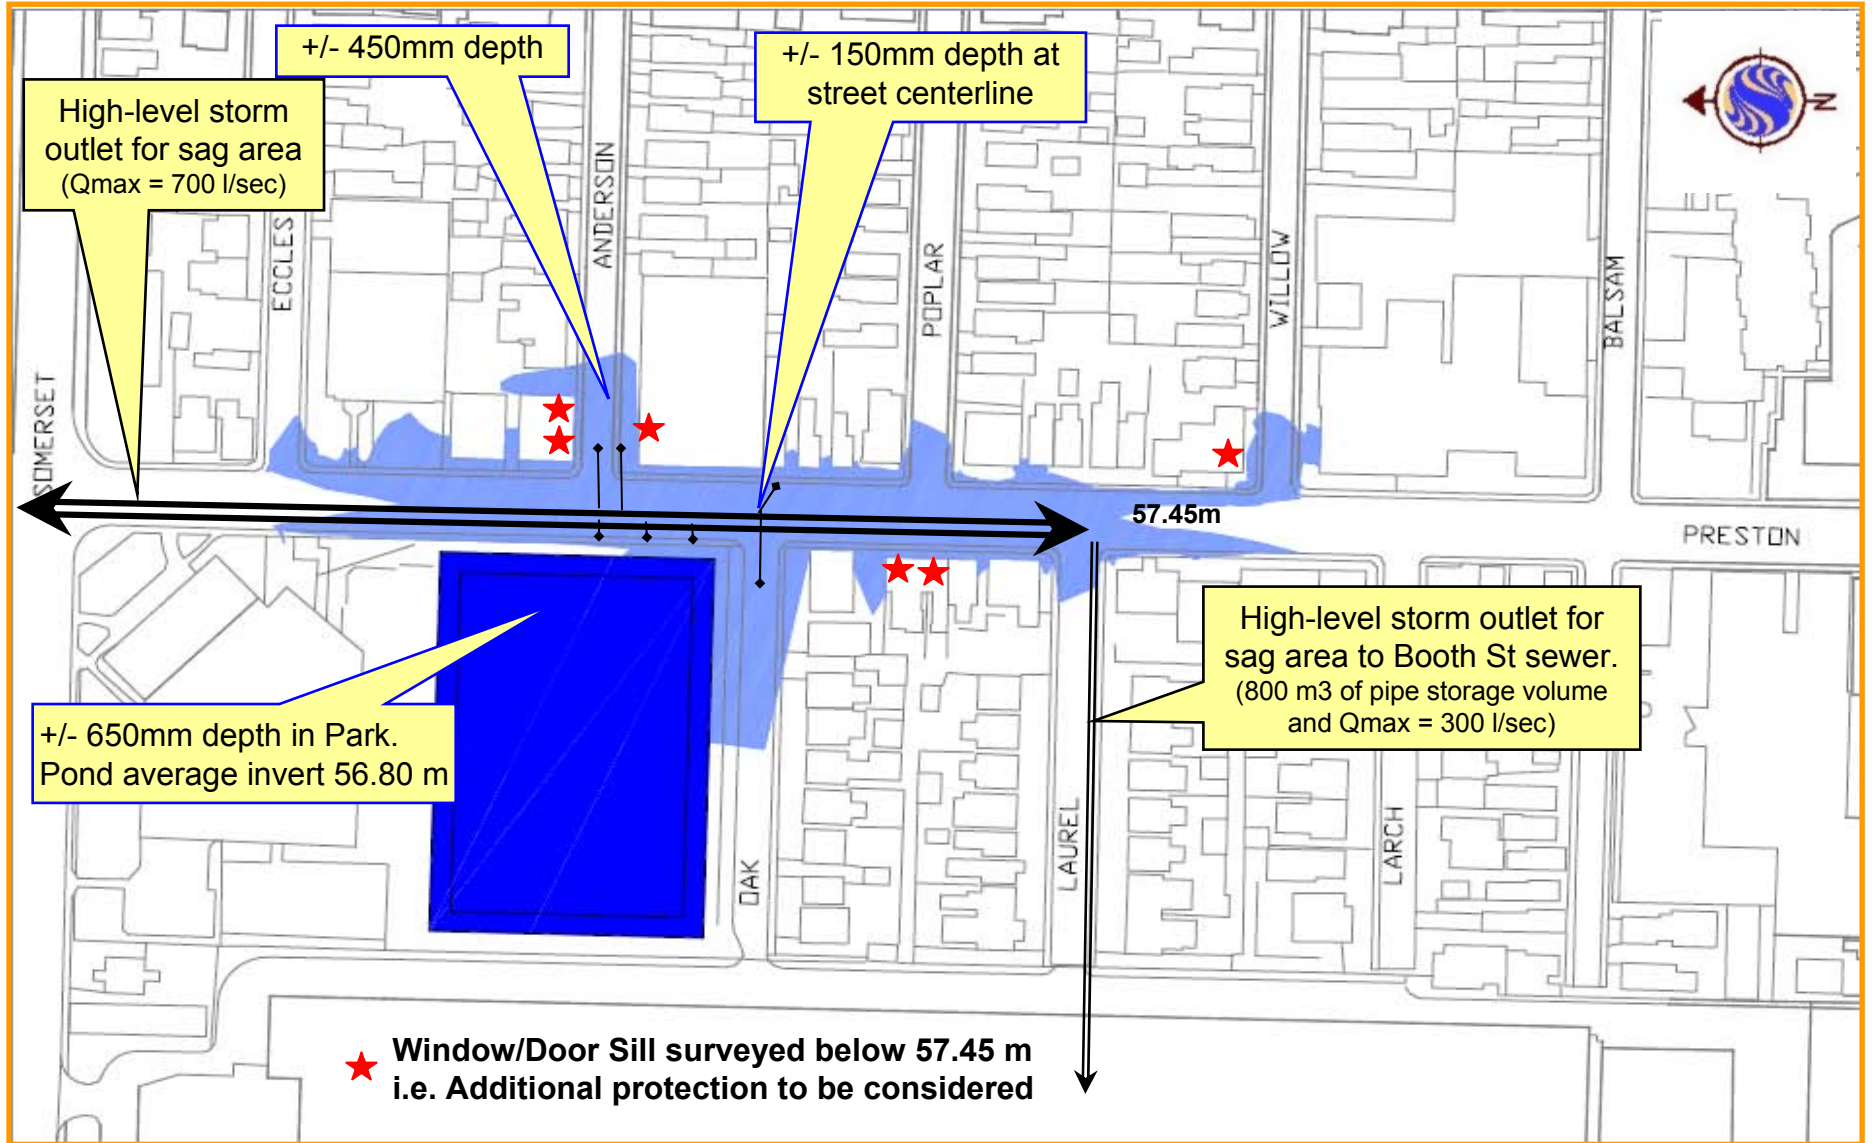 +/- 450mm depth
+/- 150mm depth at
street centerline
High-level storm
outlet for sag area
(Qmax = 700 l/sec)
N
ECCLES
ANDERSON
POPLAR
WILLOW
BALSAM
SOMERSET
57.45m
PRESTON
High-level storm outlet for
sag area to Booth St sewer.
(800 m3 of pipe storage volume
and Qmax = 300 l/sec)
+/- 650mm depth in Park.
Pond average invert 56.80 m
OAK
LAUREL
LARCH
Window/Door Sill surveyed below 57.45 m
i.e. Additional protection to be considered